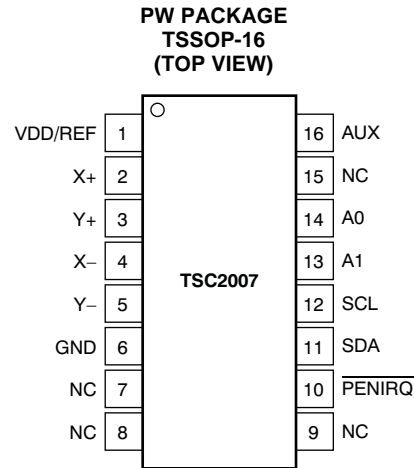 PW PACKAGE
TSSOP-16
(TOP VIEW)
VDD/REF 1 16 AUX
X+ 2 15 NC
Y+ 3 14 A0
X− 4 13 A1
TSC2007
Y− 5 12 SCL
GND 6 11 SDA
NC 7 10 PENIRQ
NC 8 9 NC